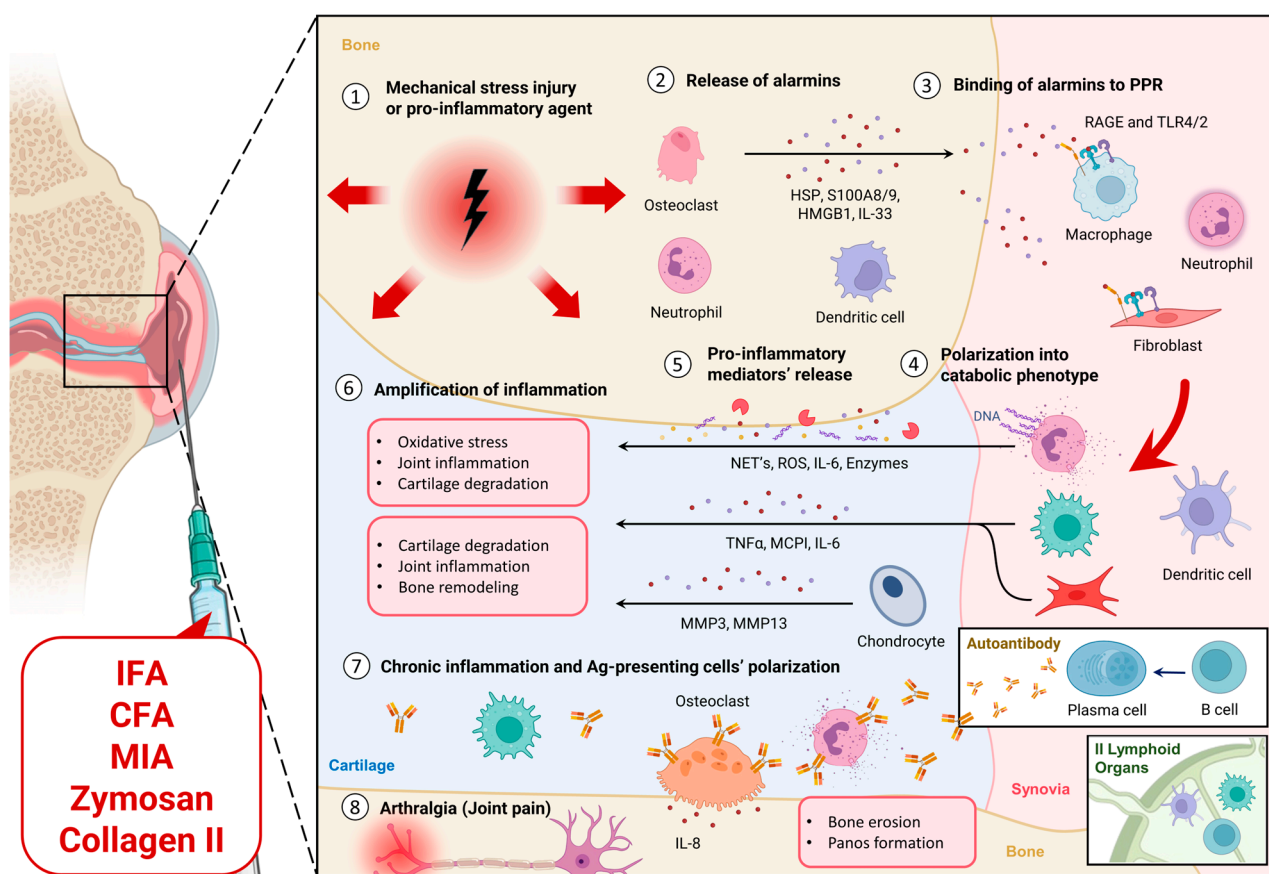 Bone
1
Mechanical stress injury
or pro-inflammatory agent
2
Release of alarmins
Osteoclast
HSP, S100A8/9,
HMGB1, IL-33
Neutrophil
Dendritic cell
3
Binding of alarmins to PPR
RAGE and TLR4/2
Macrophage
Neutrophil
Fibroblast
4
Polarization into
catabolic phenotype
DNA
Dendritic cell
5
Pro-inflammatory
mediators' release
NET's, ROS, IL-6, Enzymes
TNFα, MCPI, IL-6
MMP3, MMP13
Chondrocyte
6
Amplification of inflammation
• Oxidative stress
• Joint inflammation
• Cartilage degradation
• Cartilage degradation
• Joint inflammation
• Bone remodeling
Autoantibody
Plasma cell
B cell
7
Chronic inflammation and Ag-presenting cells' polarization
Osteoclast
Cartilage
Synovia
II Lymphoid
Organs
8
Arthralgia (Joint pain)
IL-8
• Bone erosion
• Panos formation
Bone
IFA
CFA
MIA
Zymosan
Collagen II